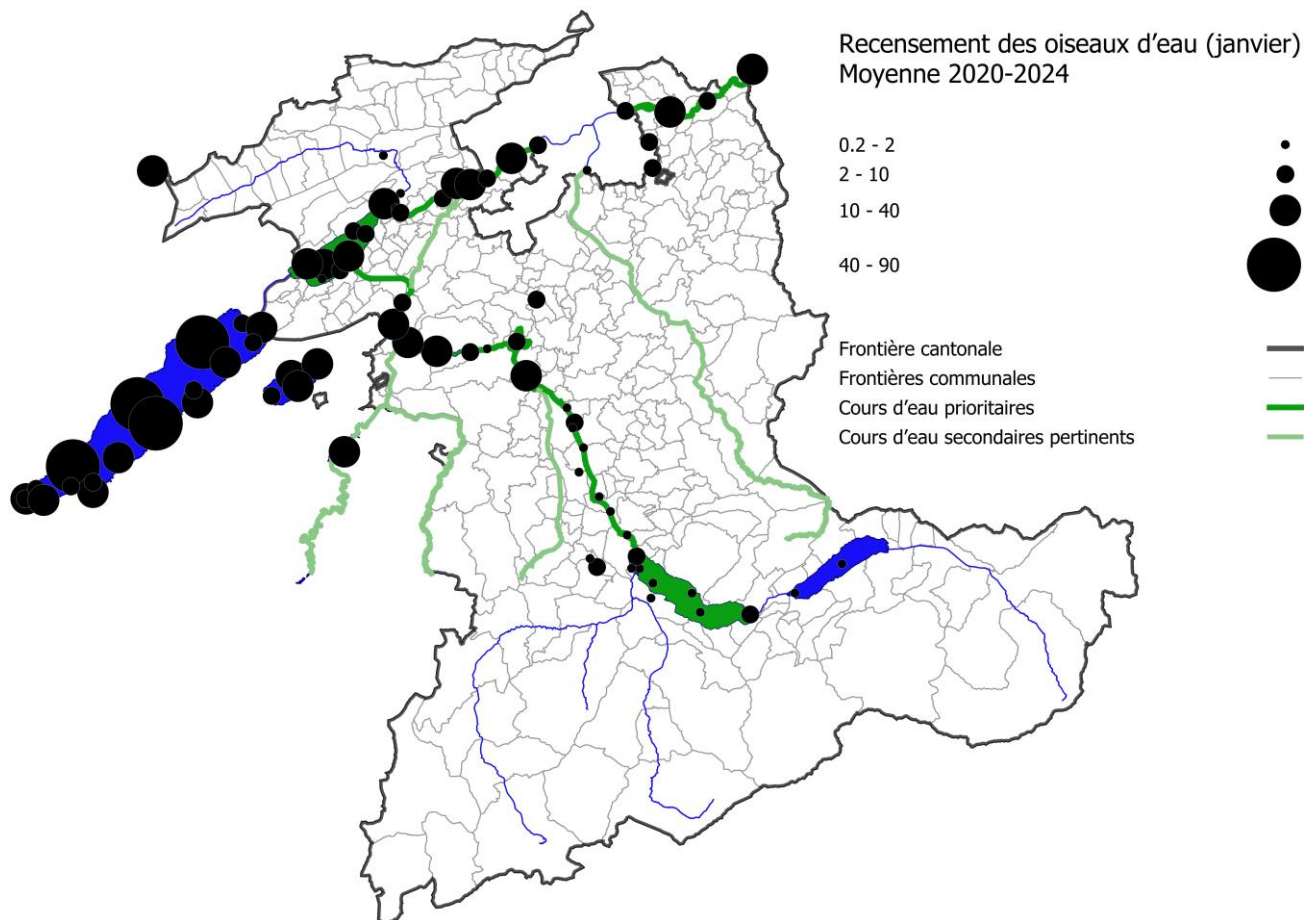 Recensement des oiseaux d'eau (janvier)
Moyenne 2020-2024
0.2 - 2
2 - 10
10 - 40
40 - 90
Frontière cantonale
Frontières communales
Cours d'eau prioritaires
Cours d'eau secondaires pertinents